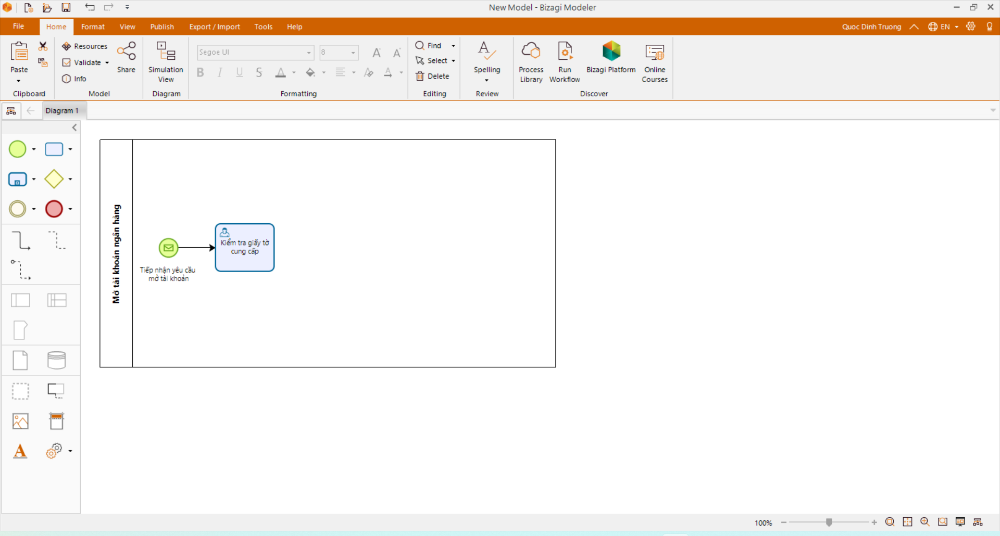 New Model - Bizagi Modeler
File
Home
Format
View
Publish
Export / Import
Tools
Help
Quoc Dinh Truong
EN
Paste
Clipboard
Resources
Validate
Info
Share
Model
Simulation
View
Diagram
Segoe UI
8
Formatting
Find
Select
Delete
Editing
Spelling
Review
Process
Library
Run
Workflow
Bizagi Platform
Online
Courses
Discover
Diagram 1
Mở tài khoản ngân hàng
Tiếp nhận yêu cầu
mở tài khoản
Kiểm tra giấy tờ
cung cấp
100%